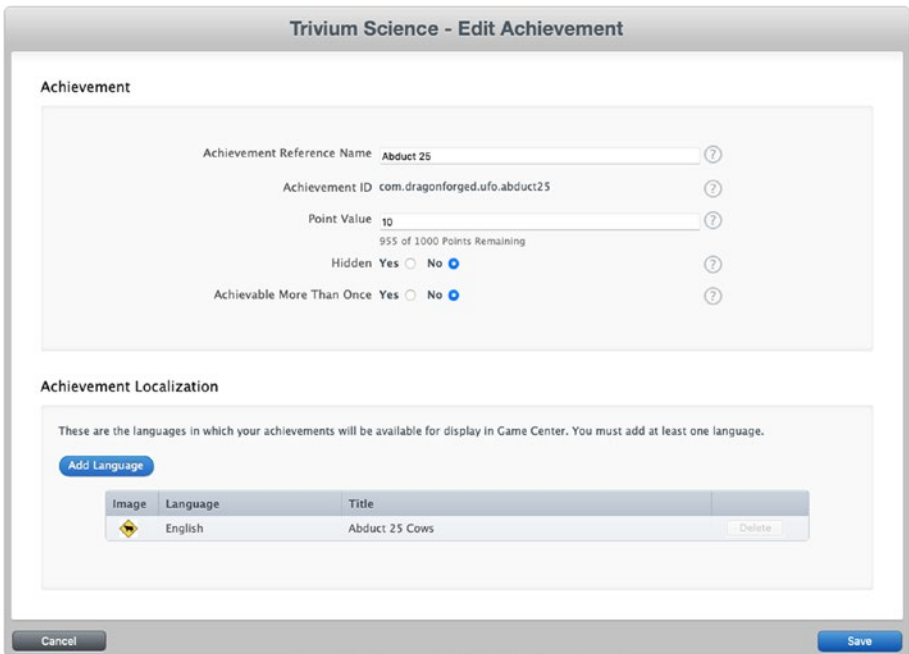 Trivium Science - Edit Achievement
Achievement
Achievement Reference Name Abduct 25 ?
Achievement ID com.dragonforged.ufo.abduct25 ?
Point Value 10 ?
955 of 1000 Points Remaining
Hidden Yes No ?
Achievable More Than Once Yes No ?
Achievement Localization
These are the languages in which your achievements will be available for display in Game Center. You must add at least one language.
Add Language
Image Language Title
English Abduct 25 Cows Delete
Cancel Save